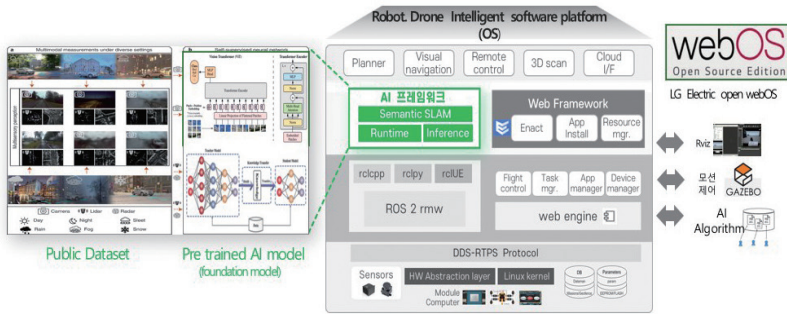 Robot. Drone Intelligent software platform
(OS)
Multimodal measurements under diverse settings
Self-supervised neural network
Planner
Visual
navigation
Remote
control
3D scan
Cloud
I/F
webOS
Open Source Edition
LG Electric open webOS
AI 프레임워크
Semantic SLAM
Runtime
Inference
Web Framework
Enact
App
Install
Resource
mgr.
rclcpp
rclpy
rclUE
ROS 2 rmw
Flight
control
Task
mgr.
App
manager
Device
manager
web engine
Rviz
모션
제어
GAZEBO
AI
Algorithm
DDS-RTPS Protocol
Sensors
HW Abstraction layer
Linux kernel
Module
Computer
DB
Parameters
Camera
Lidar
Radar
Day
Night
Sleet
Rain
Fog
Snow
Public Dataset
Pre trained AI model
(foundation model)